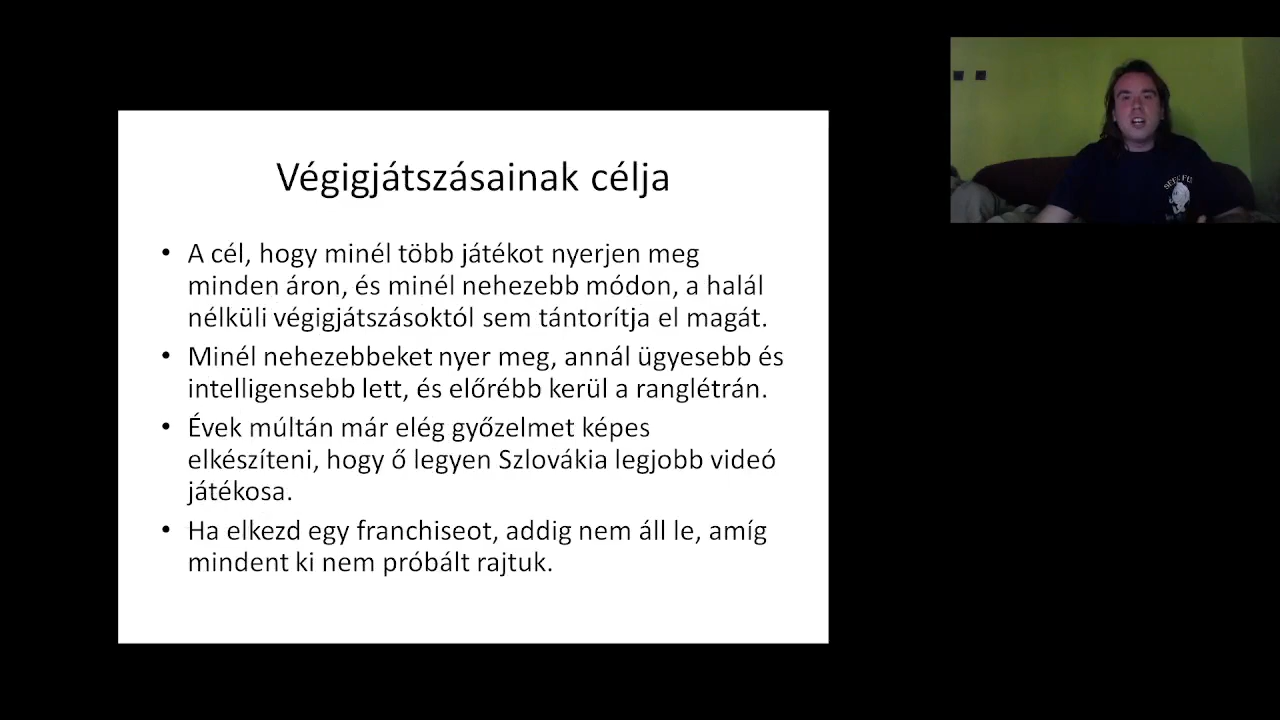 Végigjátszásainak célja
• A cél, hogy minél több játékot nyerjen meg
minden áron, és minél nehezebb módon, a halál
nélküli végigjátszásoktól sem tántorítja el magát.
• Minél nehezebbeket nyer meg, annál ügyesebb és
intelligensebb lett, és előrébb kerül a ranglétrán.
• Évek múltán már elég győzelmet képes
elkészíteni, hogy ő legyen Szlovákia legjobb videó
játékosa.
• Ha elkezd egy franchiseot, addig nem áll le, amíg
mindent ki nem próbált rajtuk.